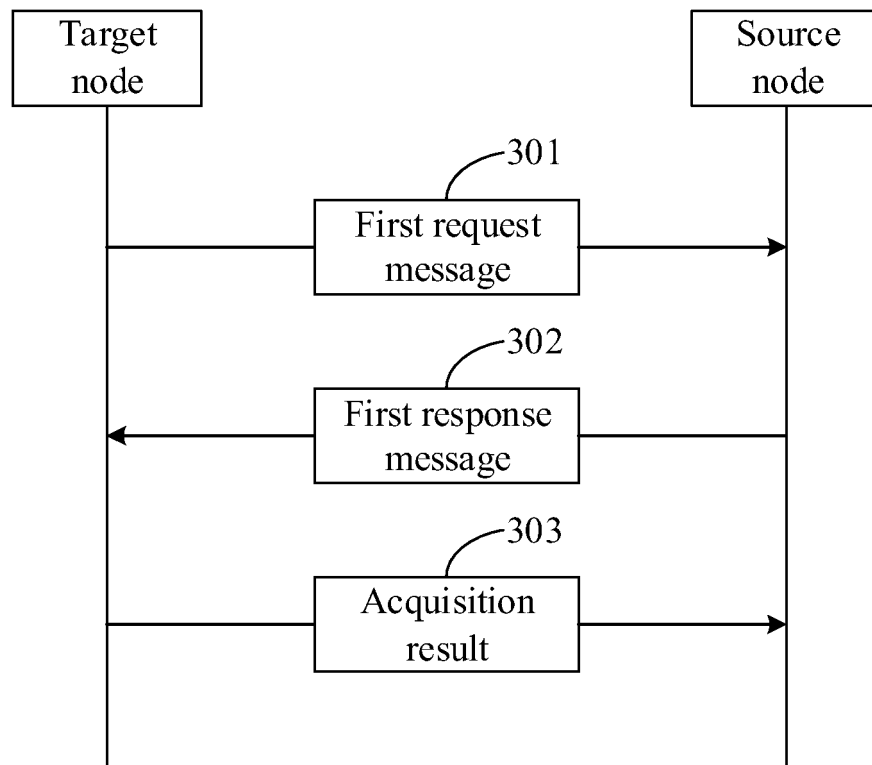 Target
node
Source
node
301
First request
message
302
First response
message
303
Acquisition
result